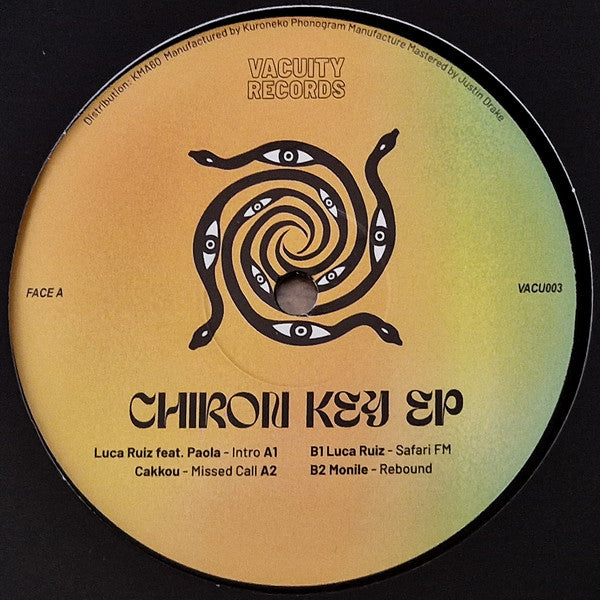 Distribution: KMA60 Manufactured by Kuroneko Phonogram Manufacture Mastered by Justin Drake
VACUITY
RECORDS
FACE A
VACU003
CHIRON KEY EP
Luca Ruiz feat. Paola - Intro A1
Cakkou - Missed Call A2
B1 Luca Ruiz - Safari FM
B2 Monile - Rebound